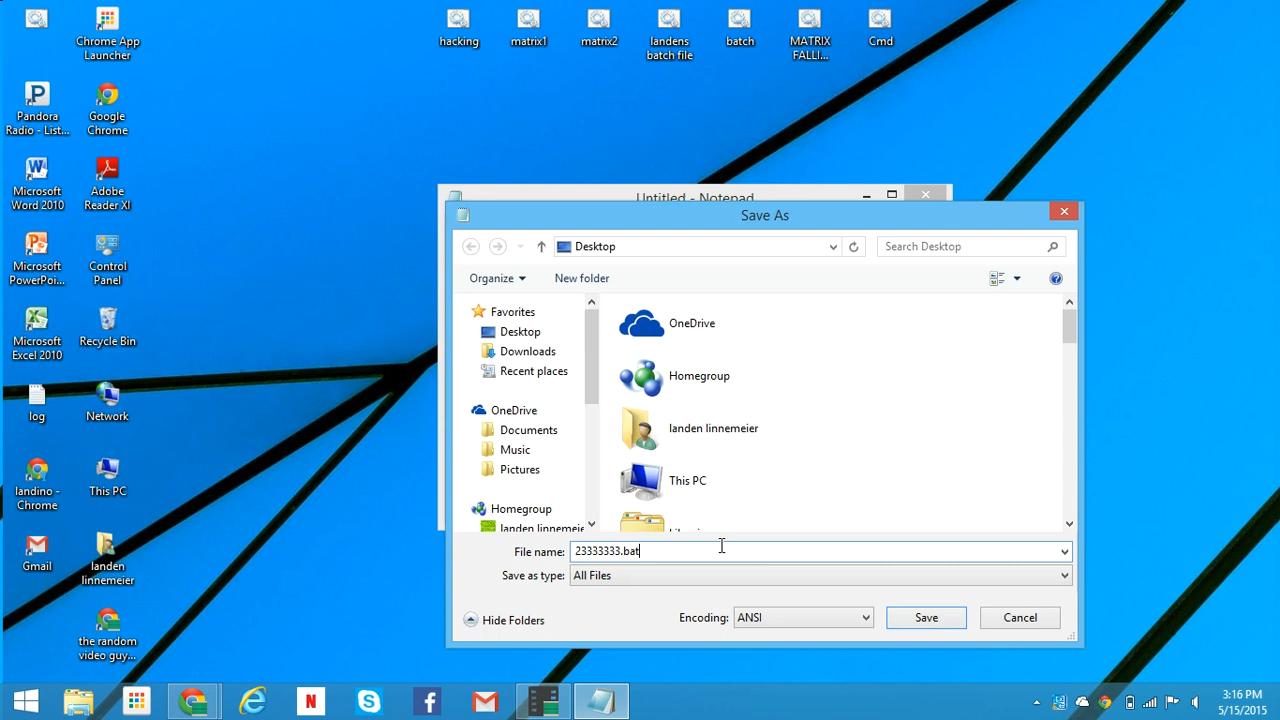 Chrome App
Launcher
hacking
matrix1
matrix2
landens
batch file
batch
MATRIX
FALLI...
Cmd
P
Pandora
Radio - List...
Google
Chrome
Microsoft
Word 2010
Adobe
Reader XI
Microsoft
PowerPoi...
Control
Panel
Microsoft
Excel 2010
Recycle Bin
log
Network
landino -
Chrome
This PC
Gmail
landen
linnemeier
the random
video guy...
Untitled - Notepad
Save As
Desktop
Search Desktop
Organize
New folder
Favorites
Desktop
Downloads
Recent places
OneDrive
Documents
Music
Pictures
Homegroup
landen linnemeie
OneDrive
Homegroup
landen linnemeier
This PC
File name: 23333333.bat
Save as type: All Files
Hide Folders
Encoding: ANSI
Save
Cancel
N
3:16 PM
5/15/2015